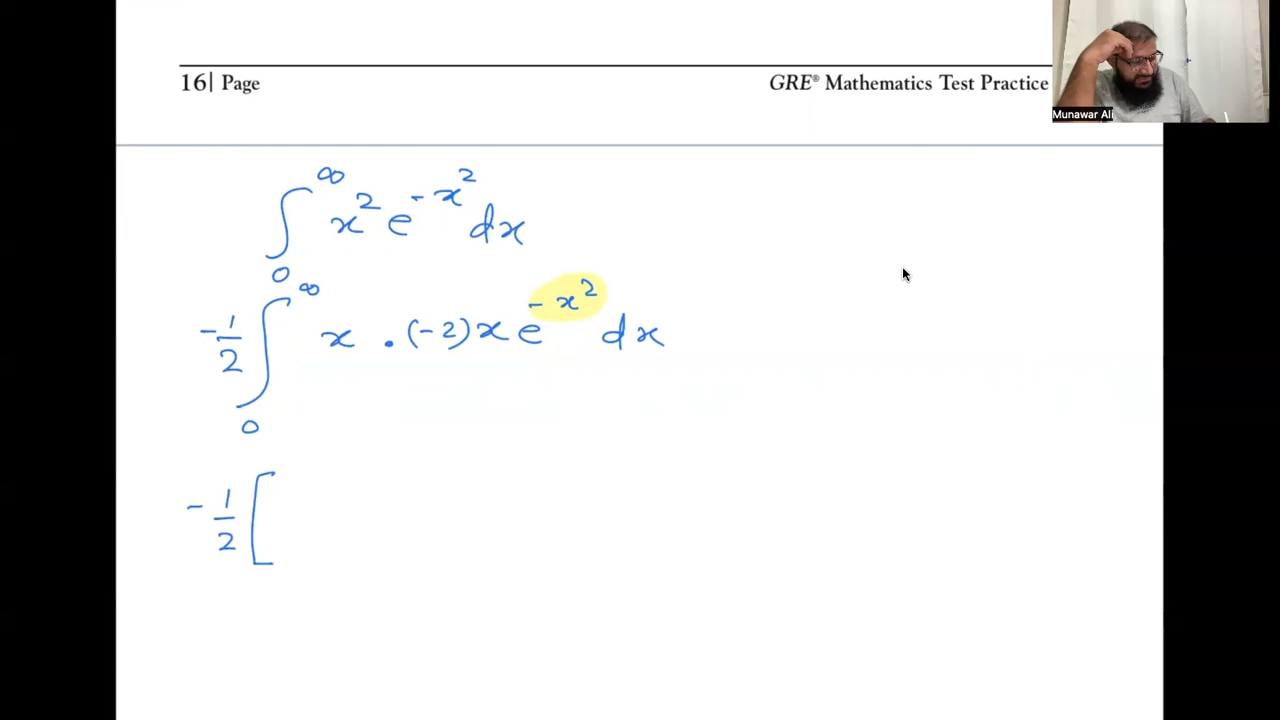 16| Page GRE® Mathematics Test Practice
Munawar Ali
∫₀^∞ x² e^{-x²} dx
-1/2 ∫₀^∞ x . (-2)x e^{-x²} dx
-1/2 [